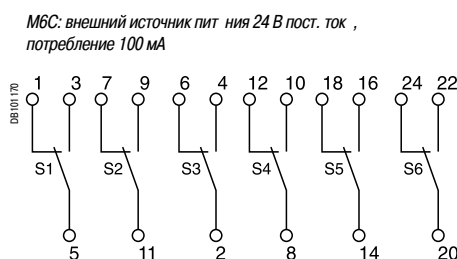 М6С: внешний источник пит ния 24 В пост. ток ,
потребление 100 мА
DB101170
1 3 7 9 6 4 12 10 18 16 24 22
S1 S2 S3 S4 S5 S6
5 11 2 8 14 20